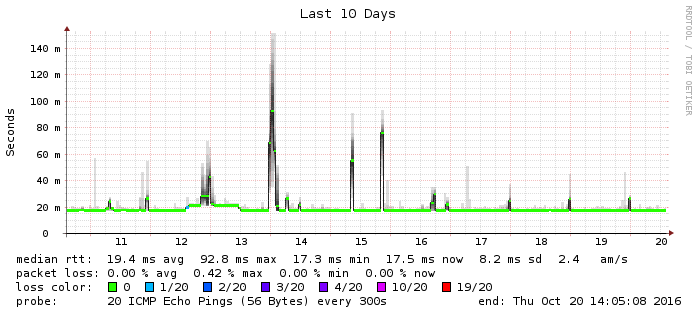 Last 10 Days
RRDTOOL / TOBI OETIKER
Seconds
140 m
120 m
100 m
80 m
60 m
40 m
20 m
0
11 12 13 14 15 16 17 18 19 20
median rtt: 19.4 ms avg 92.8 ms max 17.3 ms min 17.5 ms now 8.2 ms sd 2.4 am/s
packet loss: 0.00 % avg 0.42 % max 0.00 % min 0.00 % now
loss color: 0 1/20 2/20 3/20 4/20 10/20 19/20
probe: 20 ICMP Echo Pings (56 Bytes) every 300s end: Thu Oct 20 14:05:08 2016